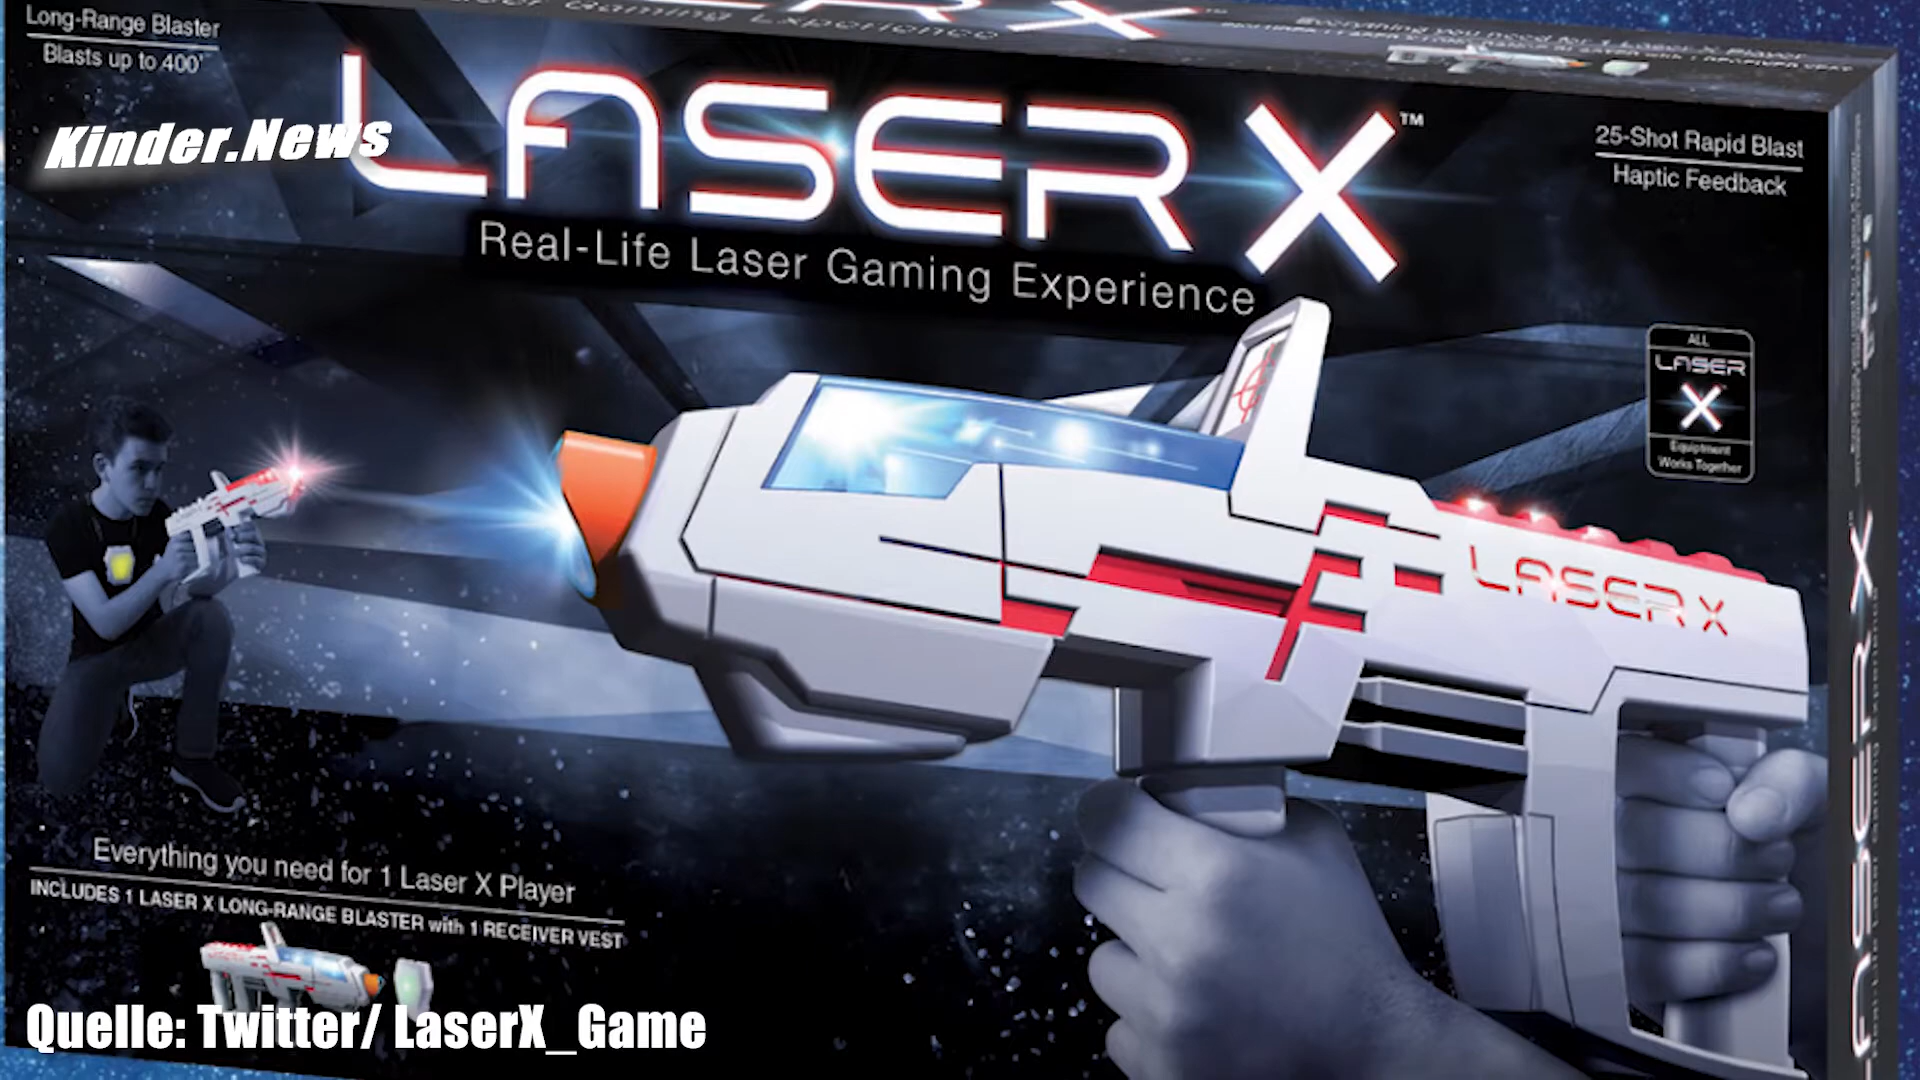 Long-Range Blaster
Blasts up to 400'
Kinder.News
LASER X™
Real-Life Laser Gaming Experience
25-Shot Rapid Blast
Haptic Feedback
ALL
LASER
X
Equiptment
Works Together
LASER X
Everything you need for 1 Laser X Player
INCLUDES 1 LASER X LONG-RANGE BLASTER with 1 RECEIVER VEST
Quelle: Twitter/ LaserX_Game
LASER X